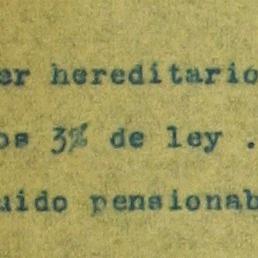 er hereditario
os 3% de ley .
uido pensionab